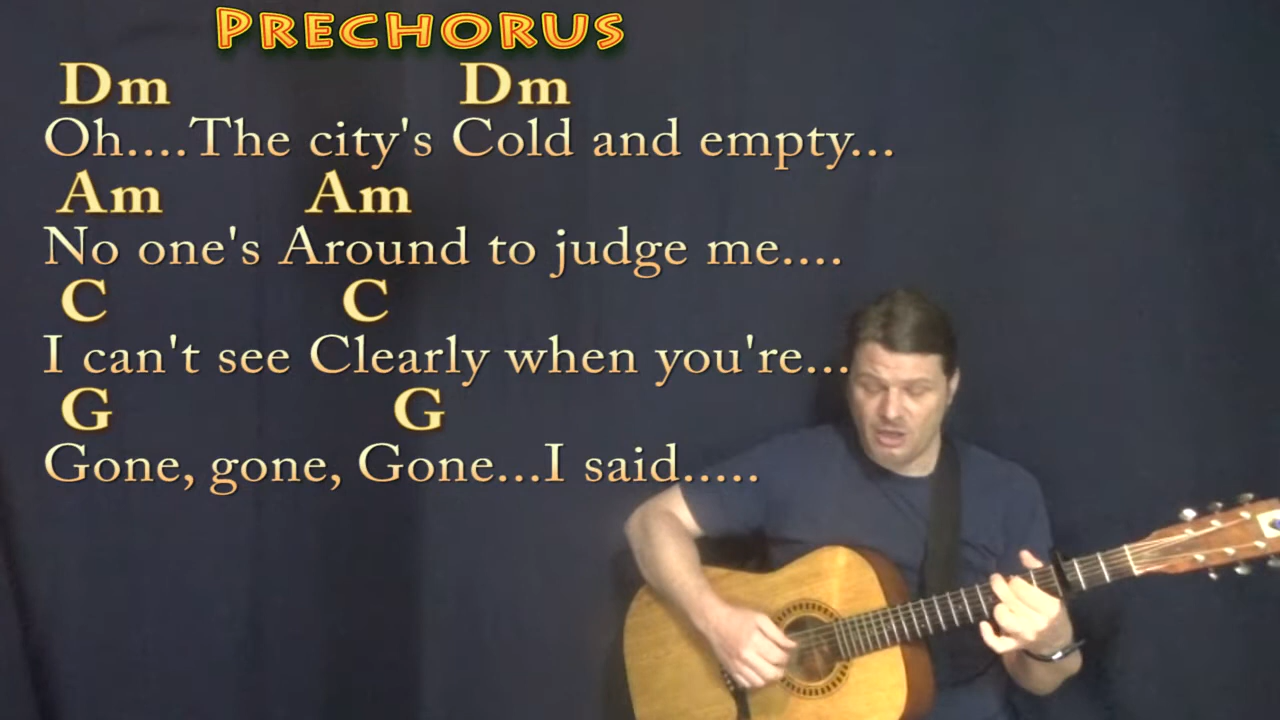 PRECHORUS
Dm Dm
Oh....The city's Cold and empty...
Am Am
No one's Around to judge me....
C C
I can't see Clearly when you're...
G G
Gone, gone, Gone...I said.....